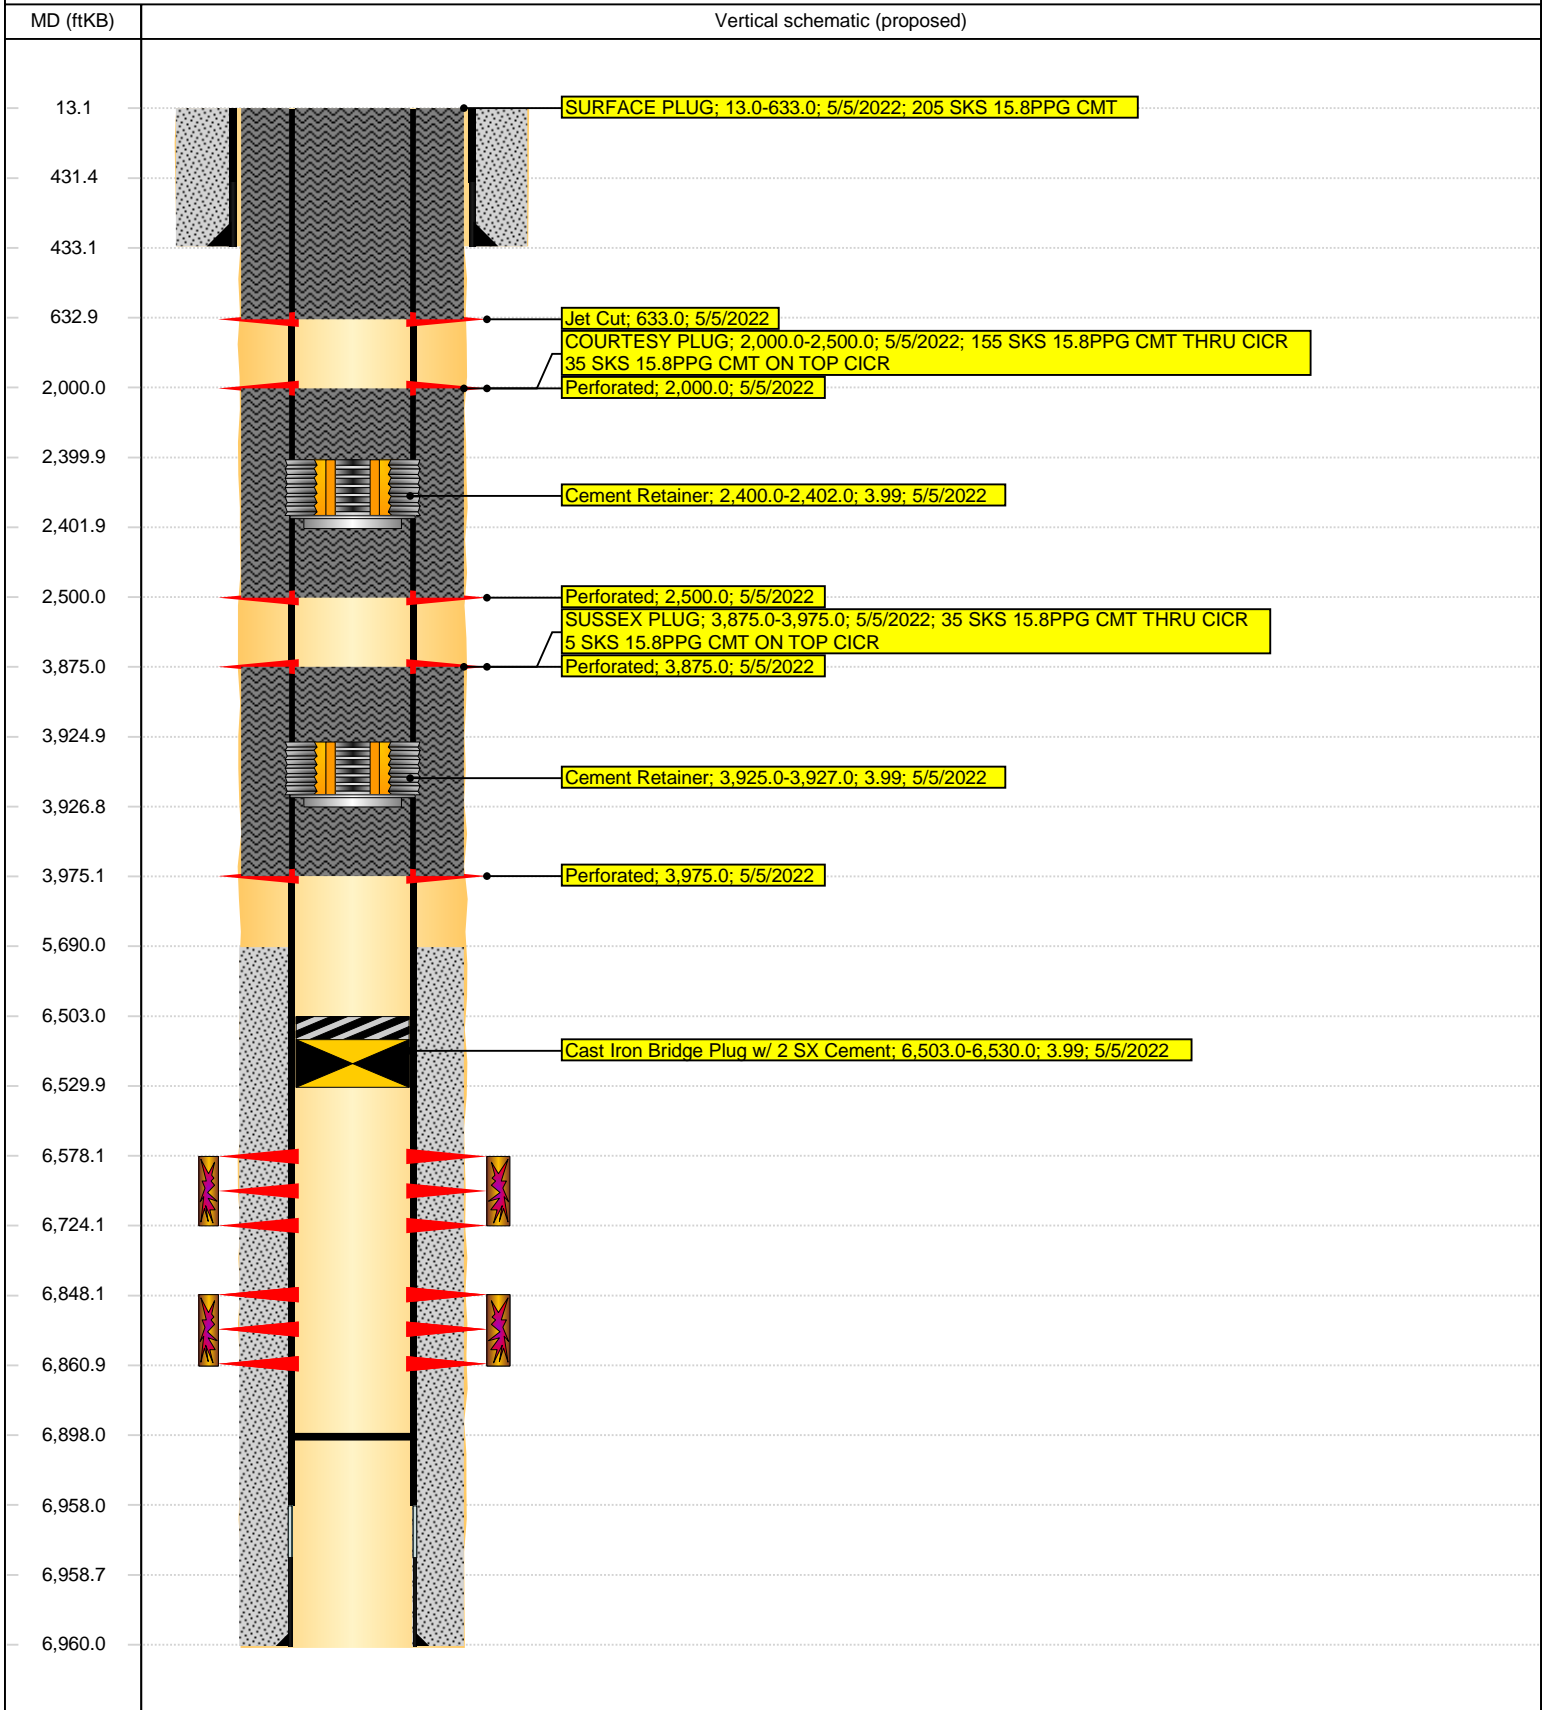 MD (ftKB)
Vertical schematic (proposed)
13.1
SURFACE PLUG; 13.0-633.0; 5/5/2022; 205 SKS 15.8PPG CMT
431.4
433.1
632.9
Jet Cut; 633.0; 5/5/2022
COURTESY PLUG; 2,000.0-2,500.0; 5/5/2022; 155 SKS 15.8PPG CMT THRU CICR
35 SKS 15.8PPG CMT ON TOP CICR
2,000.0
Perforated; 2,000.0; 5/5/2022
2,399.9
Cement Retainer; 2,400.0-2,402.0; 3.99; 5/5/2022
2,401.9
2,500.0
Perforated; 2,500.0; 5/5/2022
SUSSEX PLUG; 3,875.0-3,975.0; 5/5/2022; 35 SKS 15.8PPG CMT THRU CICR
5 SKS 15.8PPG CMT ON TOP CICR
3,875.0
Perforated; 3,875.0; 5/5/2022
3,924.9
Cement Retainer; 3,925.0-3,927.0; 3.99; 5/5/2022
3,926.8
3,975.1
Perforated; 3,975.0; 5/5/2022
5,690.0
6,503.0
Cast Iron Bridge Plug w/ 2 SX Cement; 6,503.0-6,530.0; 3.99; 5/5/2022
6,529.9
6,578.1
6,724.1
6,848.1
6,860.9
6,898.0
6,958.0
6,958.7
6,960.0